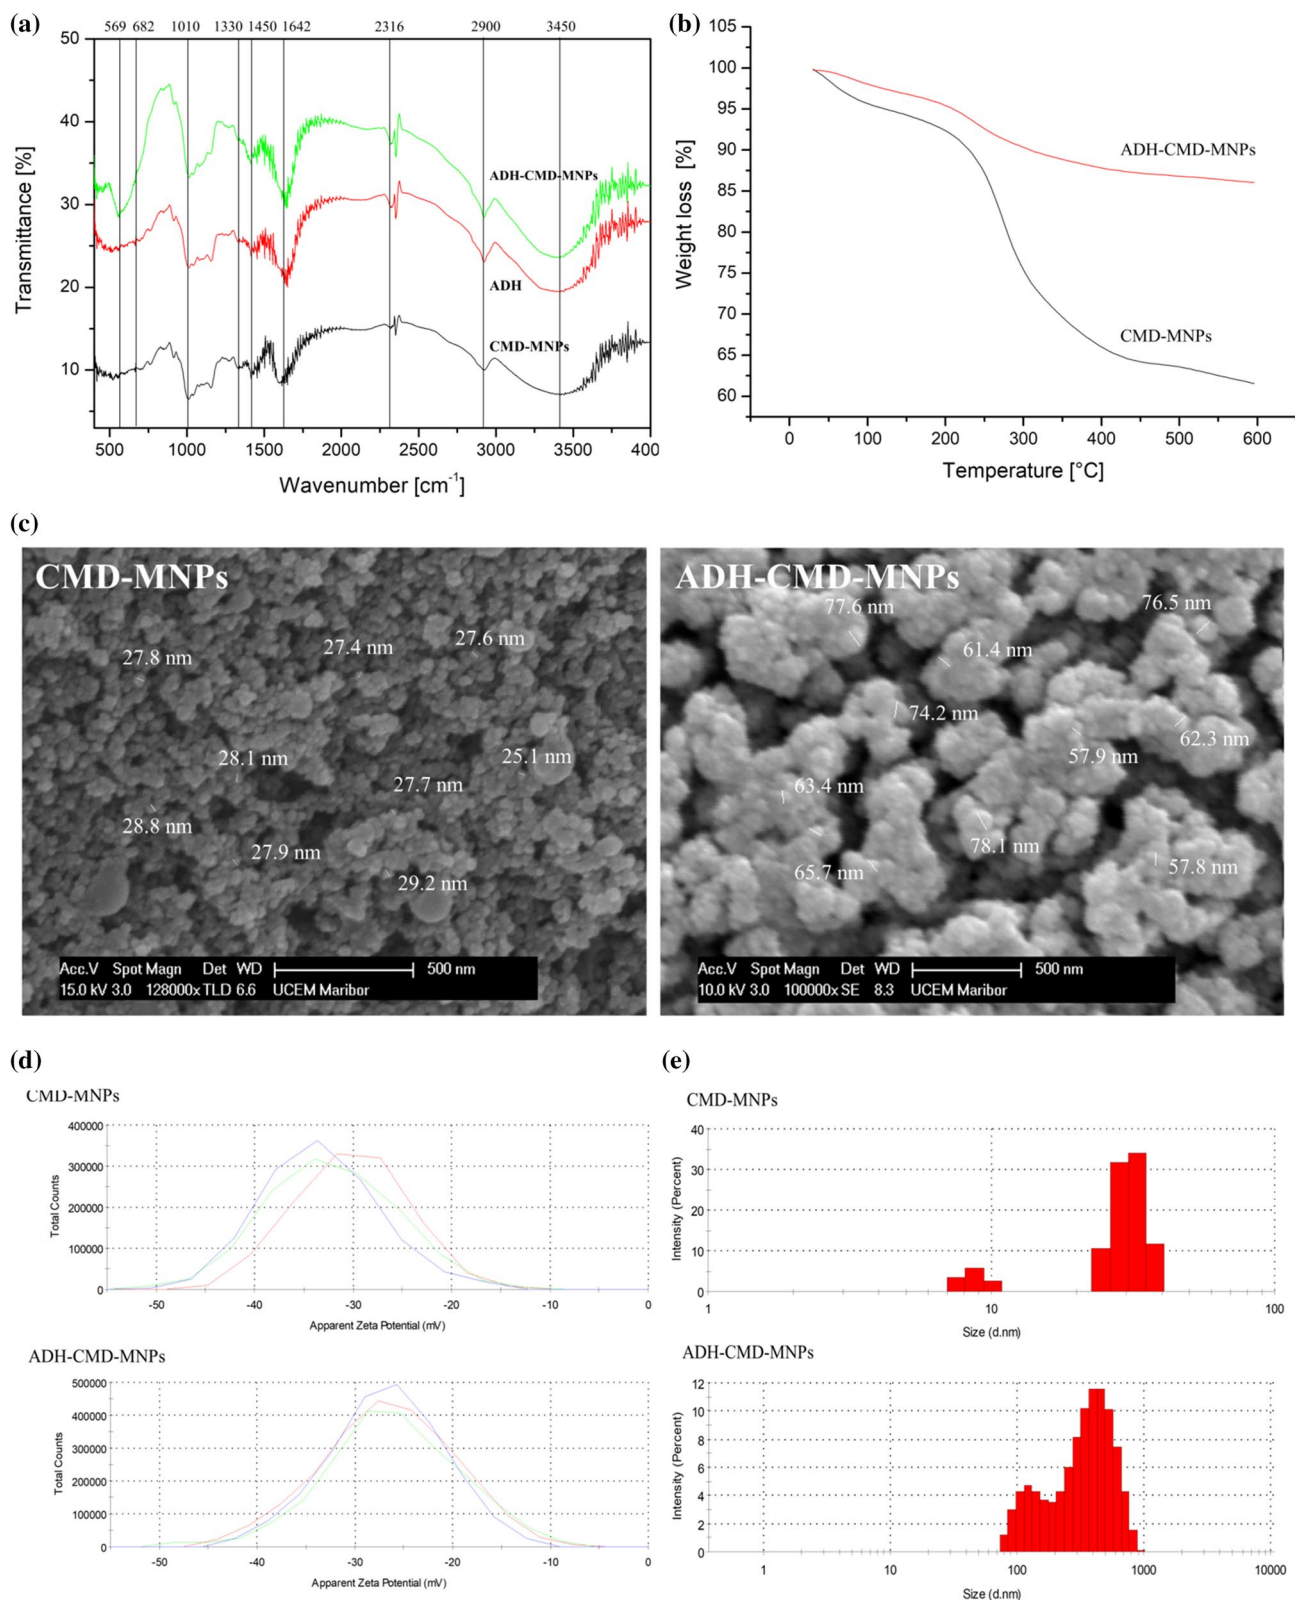 (a)
569 682 1010 1330 1450 1642 2316 2900 3450
50
40
30
20
10
Transmittance [%]
ADH-CMD-MNPs
ADH
CMD-MNPs
500 1000 1500 2000 2500 3000 3500 400
Wavenumber [cm-1]
(b)
100
95
90
85
80
75
70
65
60
Weight loss [%]
ADH-CMD-MNPs
CMD-MNPs
0 100 200 300 400 500 600
Temperature [°C]
(c)
CMD-MNPs
27.8 nm
27.4 nm
27.6 nm
28.1 nm
25.1 nm
27.7 nm
28.8 nm
27.9 nm
29.2 nm
Acc.V Spot Magn Det WD 500 nm
15.0 kV 3.0 128000x TLD 6.6 UCEM Maribor
ADH-CMD-MNPs
77.6 nm
76.5 nm
61.4 nm
74.2 nm
62.3 nm
57.9 nm
63.4 nm
78.1 nm
65.7 nm
57.8 nm
Acc.V Spot Magn Det WD 500 nm
10.0 kV 3.0 100000x SE 8.3 UCEM Maribor
(d)
CMD-MNPs
400000
300000
200000
100000
0
Total Counts
-50 -40 -30 -20 -10 0
Apparent Zeta Potential (mV)
ADH-CMD-MNPs
500000
400000
300000
200000
100000
0
Total Counts
-50 -40 -30 -20 -10 0
Apparent Zeta Potential (mV)
(e)
CMD-MNPs
40
30
20
10
0
Intensity (Percent)
1 10 100
Size (d.nm)
ADH-CMD-MNPs
12
10
8
6
4
2
0
Intensity (Percent)
1 10 100 1000 10000
Size (d.nm)